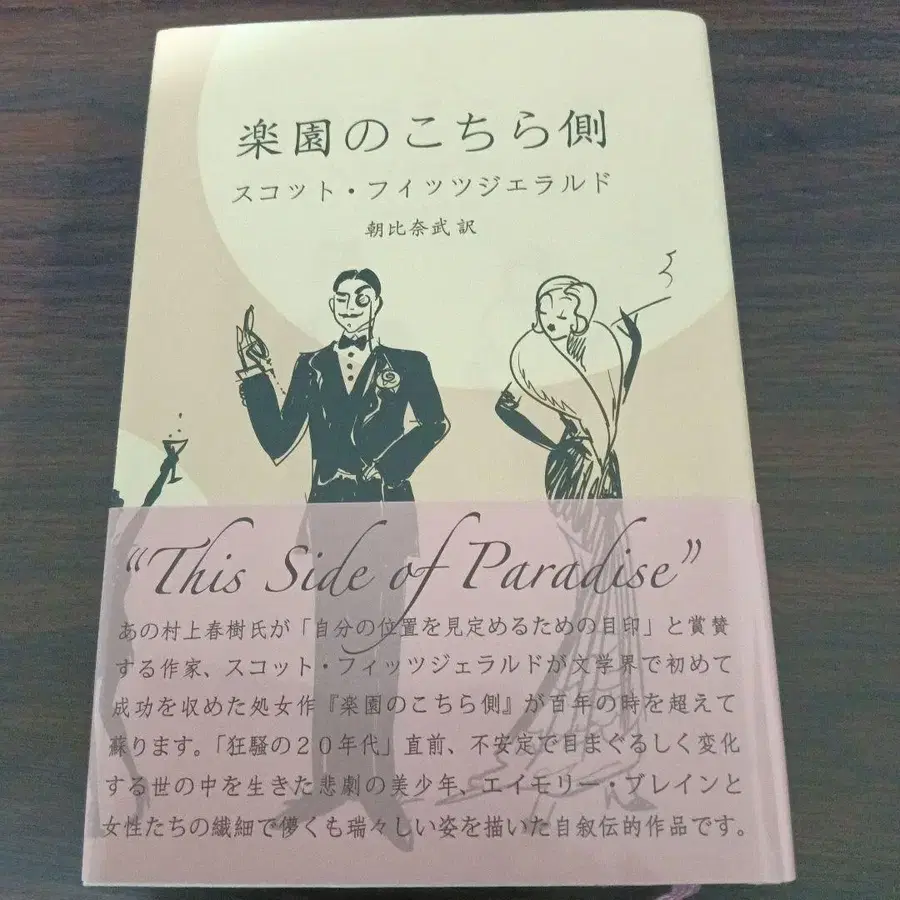 楽園のこちら側
スコット・フイッツジエラルド
朝比奈武 訳
“This Side of Paradise”
あの村上春樹氏が「自分の位置を見定めるための目印」と賞賛
する作家、スコット・フィッツジェラルドが文学界で初めて
成功を収めた処女作『楽園のこちら側』が百年の時を超えて
蘇ります。「狂騒の２０年代」直前、不安定で目まぐるしく変化
する世の中を生きた悲劇の美少年、エイモリー・ブレインと
女性たちの繊細で儚くも瑞々しい姿を描いた自叙伝的作品です。